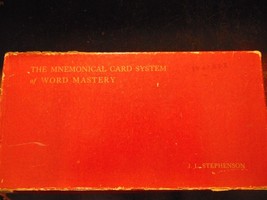 THE MNEMONICAL CARD SYSTEM
of WORD MASTERY
J. L. STEPHENSON